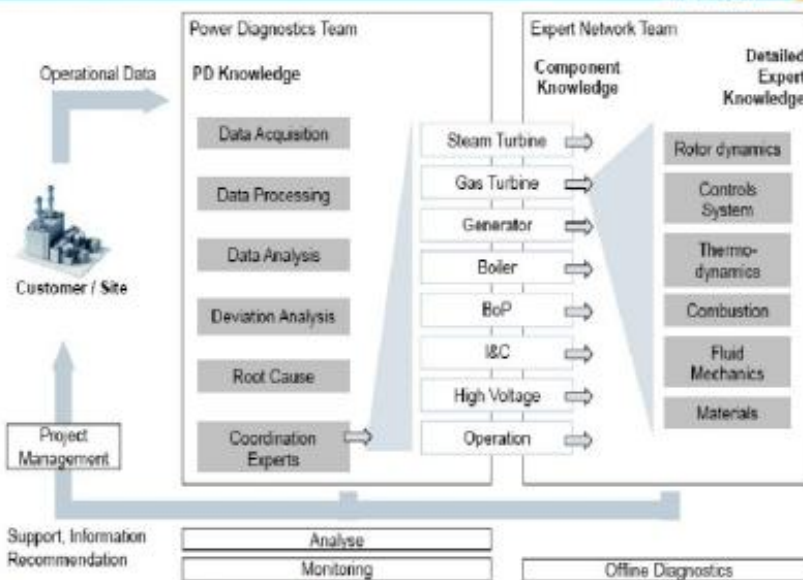 Power Diagnostics Team
Expert Network Team
Operational Data
PD Knowledge
Component
Knowledge
Detailed
Expert
Knowledge
Data Acquisition
Data Processing
Data Analysis
Deviation Analysis
Root Cause
Coordination
Experts
Steam Turbine
Gas Turbine
Generator
Boiler
BoP
I&C
High Voltage
Operation
Rotor dynamics
Controls
System
Thermo-
dynamics
Combustion
Fluid
Mechanics
Materials
Customer / Site
Project
Management
Support, Information
Recommendation
Analyse
Monitoring
Offline Diagnostics